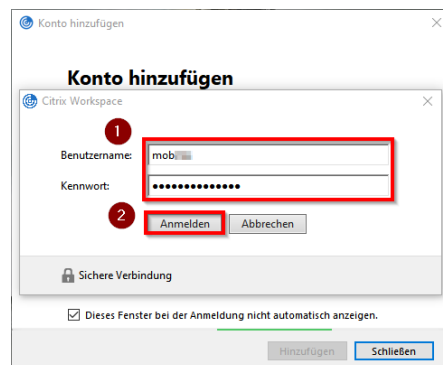 Konto hinzufügen
Konto hinzufügen
Citrix Workspace
1
Benutzername: mob
Kennwort: ••••••••••••••
2 Anmelden Abbrechen
Sichere Verbindung
Dieses Fenster bei der Anmeldung nicht automatisch anzeigen.
Hinzufügen Schließen